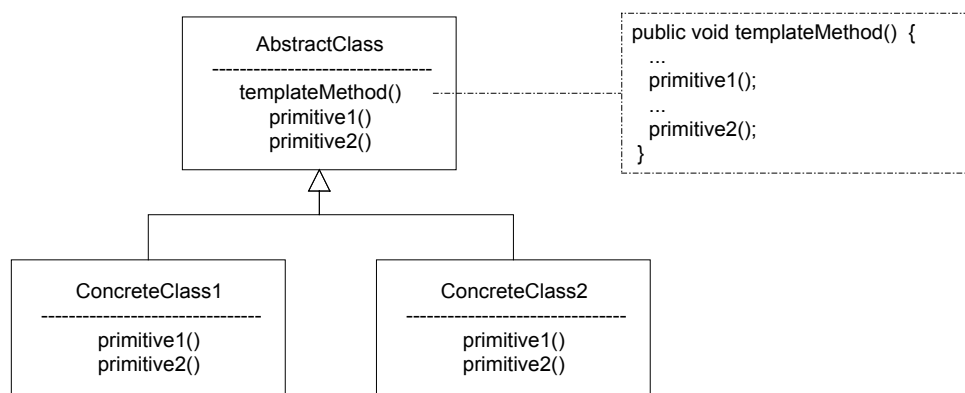 AbstractClass
templateMethod()
primitive1()
primitive2()
public void templateMethod() {
...
primitive1();
...
primitive2();
}
ConcreteClass1
primitive1()
primitive2()
ConcreteClass2
primitive1()
primitive2()